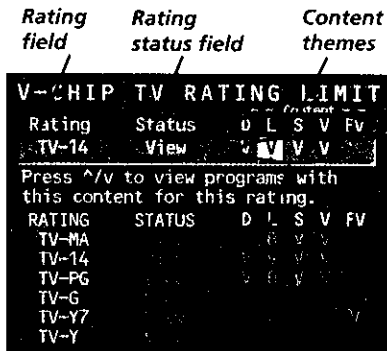 Rating field
Rating status field
Content themes
V-CHIP TV RATING LIMIT
Content
Rating Status D L S V FV
TV-14 View V V V V
Press ^/v to view programs with
this content for this rating.
RATING STATUS D L S V FV
TV-MA
TV-14
TV-PG
TV-G
TV-Y7
TV-Y